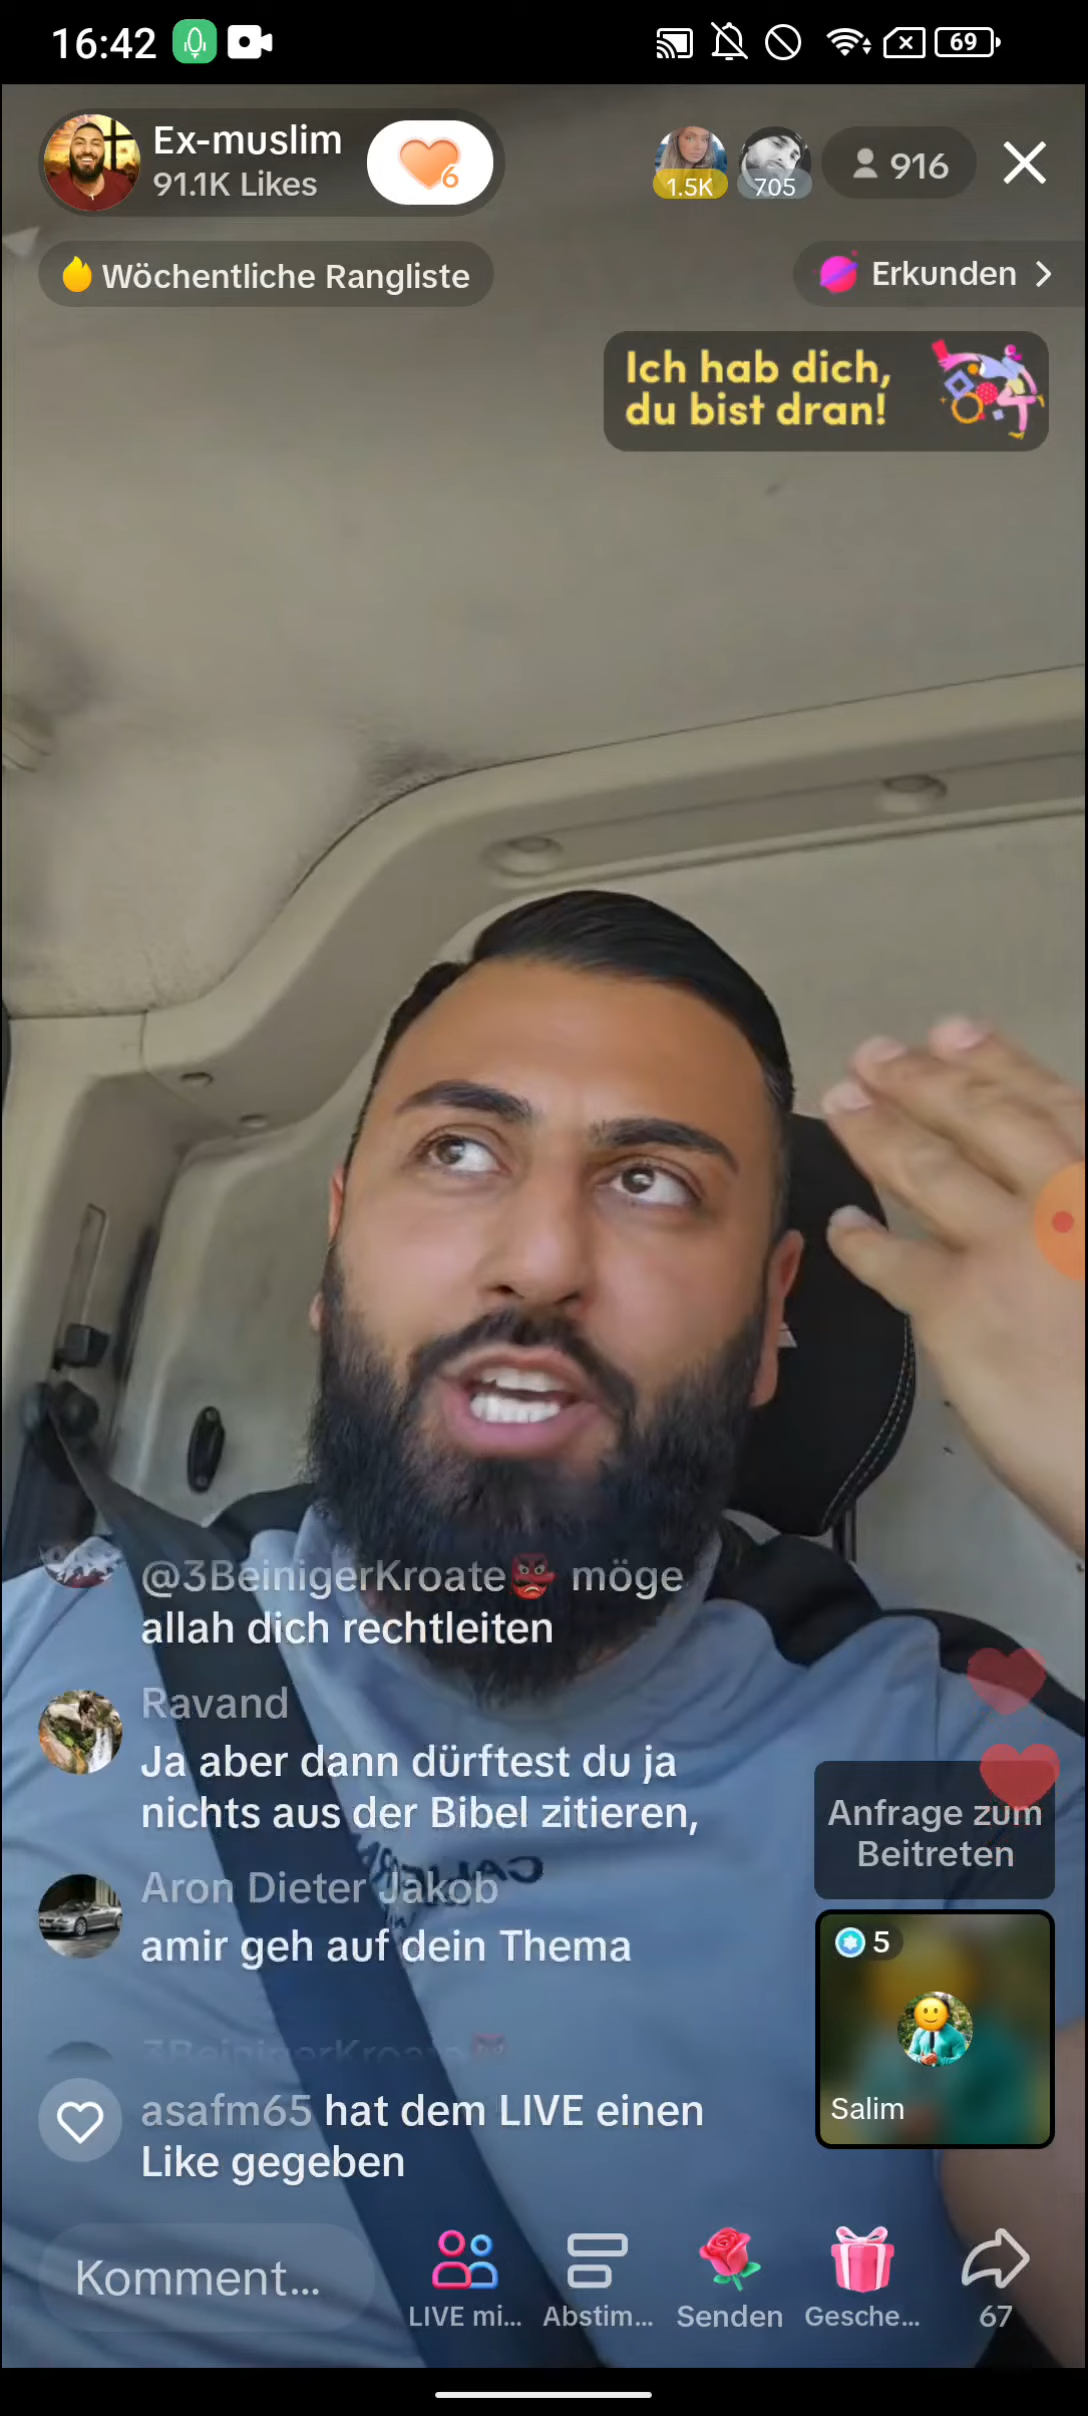 16:42
69
Ex-muslim
91.1K Likes
6
1.5K
705
916
Wöchentliche Rangliste
Erkunden
Ich hab dich,
du bist dran!
@3BeinigerKroate👺 möge
allah dich rechtleiten
Ravand
Ja aber dann dürftest du ja
nichts aus der Bibel zitieren,
Anfrage zum
Beitreten
Aron Dieter Jakob
amir geh auf dein Thema
5
3BeinigerKroate👺
Salim
asafm65 hat dem LIVE einen
Like gegeben
Komment...
LIVE mi...
Abstim...
Senden
Gesche...
67